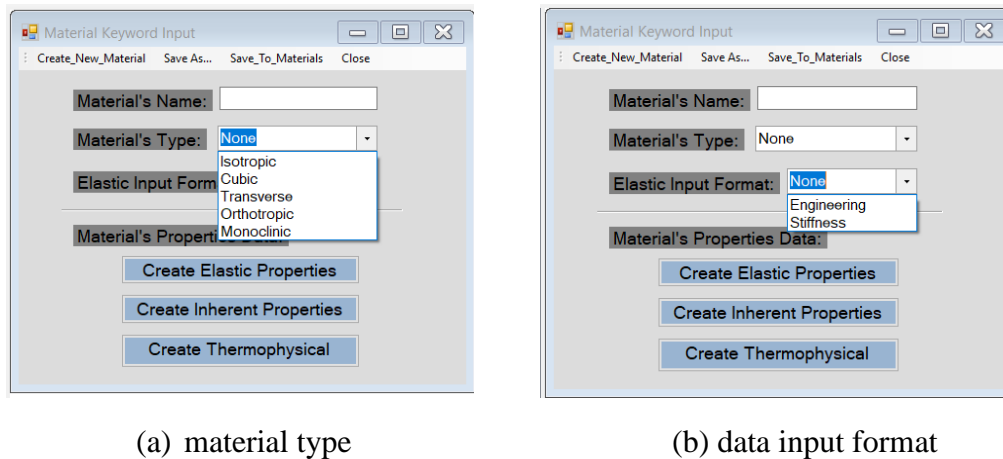 Material Keyword Input
Create_New_Material Save As... Save_To_Materials Close
Material's Name:
Material's Type: None
Isotropic
Cubic
Transverse
Orthotropic
Monoclinic
Elastic Input Form
Material's Properti Data:
Create Elastic Properties
Create Inherent Properties
Create Thermophysical
(a) material type
Material Keyword Input
Create_New_Material Save As... Save_To_Materials Close
Material's Name:
Material's Type: None
Elastic Input Format: None
Engineering
Stiffness
Material's Properties Data:
Create Elastic Properties
Create Inherent Properties
Create Thermophysical
(b) data input format